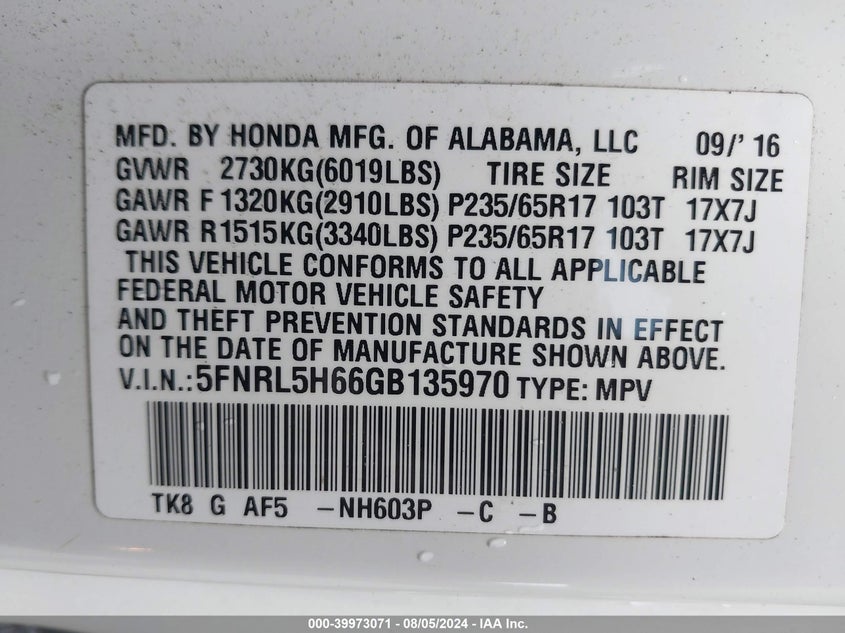 MFD. BY HONDA MFG. OF ALABAMA, LLC 09/' 16
GVWR 2730KG(6019LBS) TIRE SIZE RIM SIZE
GAWR F 1320KG(2910LBS) P235/65R17 103T 17X7J
GAWR R1515KG(3340LBS) P235/65R17 103T 17X7J
THIS VEHICLE CONFORMS TO ALL APPLICABLE
FEDERAL MOTOR VEHICLE SAFETY
AND THEFT PREVENTION STANDARDS IN EFFECT
ON THE DATE OF MANUFACTURE SHOWN ABOVE.
V.I.N.:5FNRL5H66GB135970 TYPE: MPV
TK8 G AF5 -NH603P -C -B
000-39973071 - 08/05/2024 - IAA Inc.